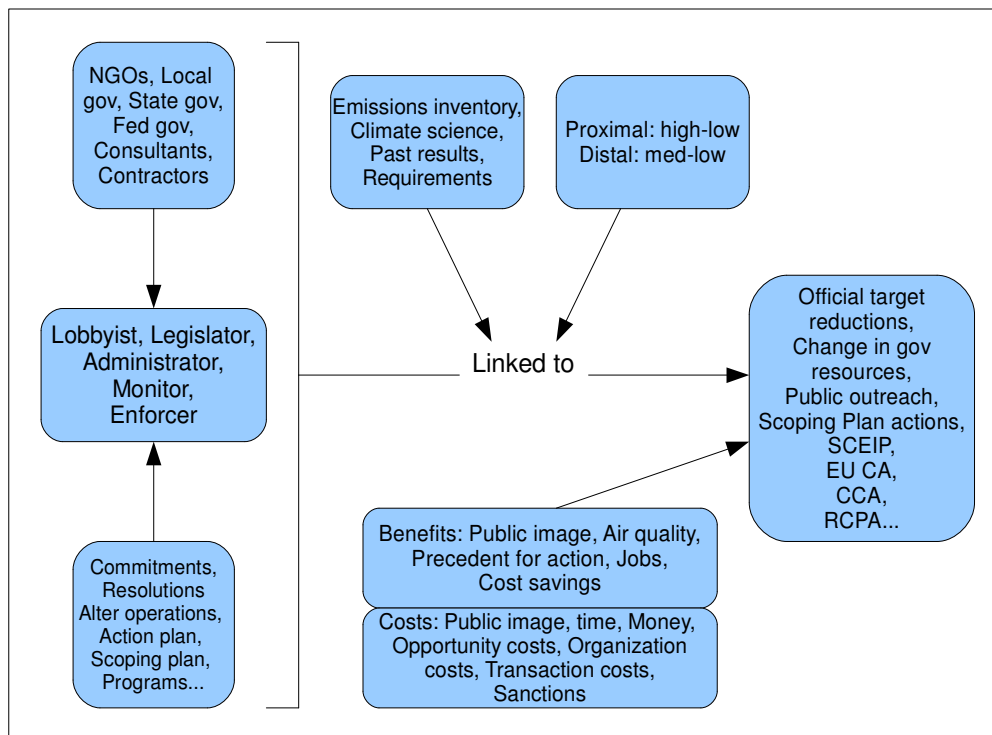 NGOs, Local
gov, State gov,
Fed gov,
Consultants,
Contractors
Emissions inventory,
Climate science,
Past results,
Requirements
Proximal: high-low
Distal: med-low
Lobbyist, Legislator,
Administrator,
Monitor,
Enforcer
Linked to
Official target
reductions,
Change in gov
resources,
Public outreach,
Scoping Plan actions,
SCEIP,
EU CA,
CCA,
RCPA...
Commitments,
Resolutions
Alter operations,
Action plan,
Scoping plan,
Programs...
Benefits: Public image, Air quality,
Precedent for action, Jobs,
Cost savings
Costs: Public image, time, Money,
Opportunity costs, Organization
costs, Transaction costs,
Sanctions